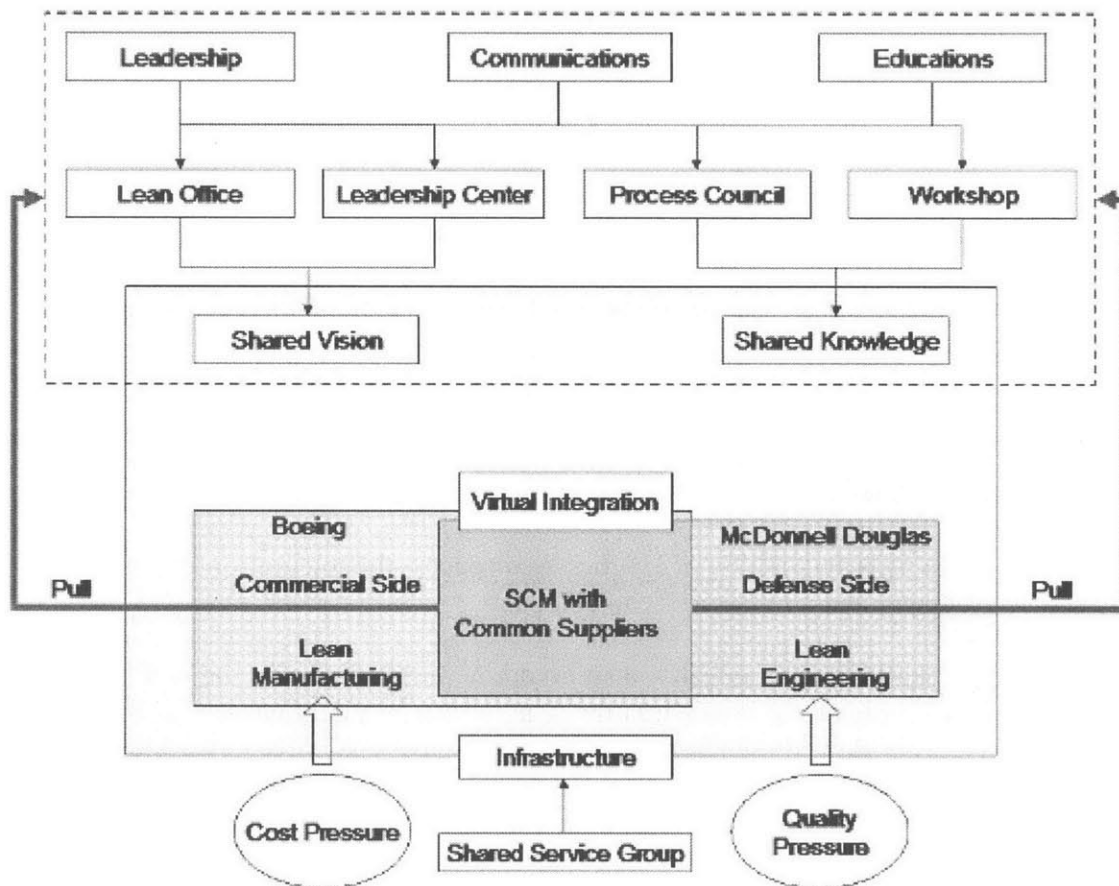 Leadership
Communications
Educations
Lean Office
Leadership Center
Process Council
Workshop
Shared Vision
Shared Knowledge
Virtual Integration
Boeing
McDonnell Douglas
Pull
Commercial Side
SCM with
Common Suppliers
Defense Side
Pull
Lean
Manufacturing
Lean
Engineering
Infrastructure
Cost Pressure
Quality
Pressure
Shared Service Group